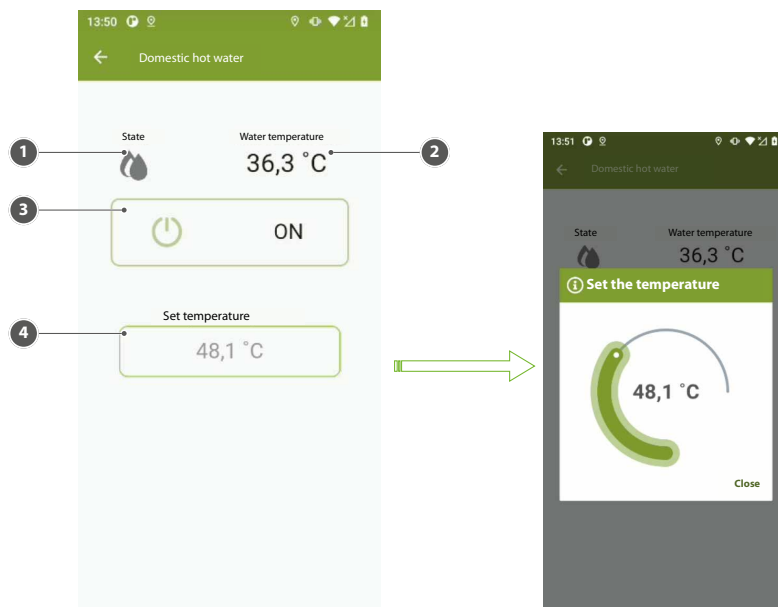 13:50
Domestic hot water
State
Water temperature
1
36,3 °C
2
3
ON
Set temperature
4
48,1 °C
13:51
Domestic hot water
State
Water temperature
36,3 °C
Set the temperature
48,1 °C
Close